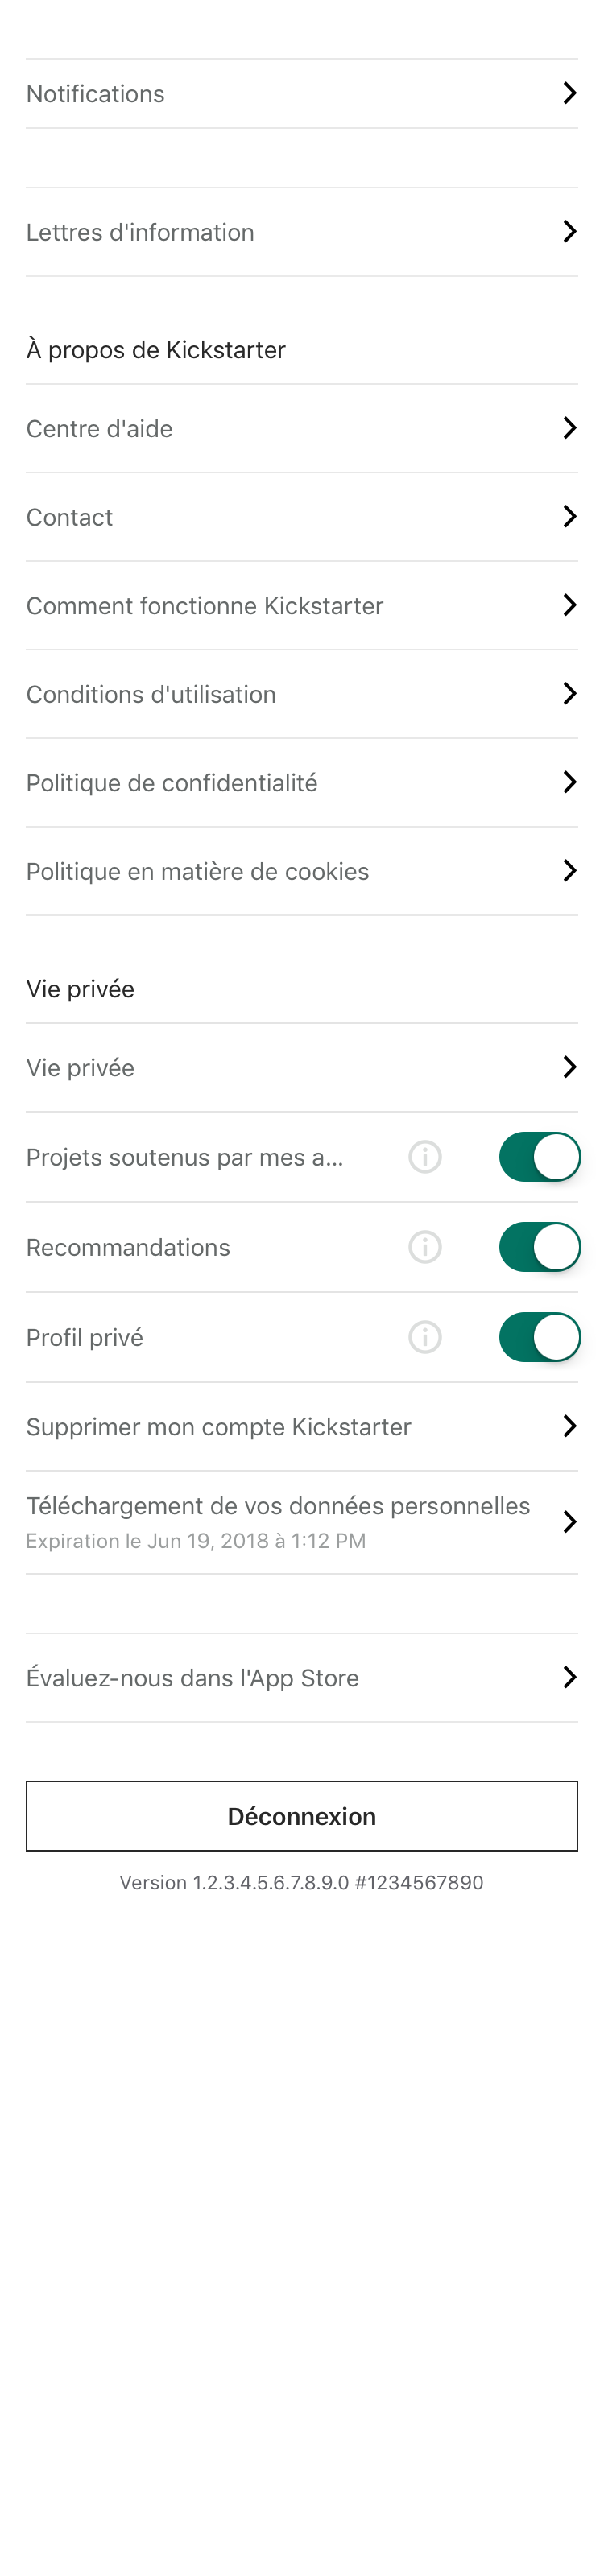 Notifications
Lettres d'information
À propos de Kickstarter
Centre d'aide
Contact
Comment fonctionne Kickstarter
Conditions d'utilisation
Politique de confidentialité
Politique en matière de cookies
Vie privée
Vie privée
Projets soutenus par mes a...
Recommandations
Profil privé
Supprimer mon compte Kickstarter
Téléchargement de vos données personnelles
Expiration le Jun 19, 2018 à 1:12 PM
Évaluez-nous dans l'App Store
Déconnexion
Version 1.2.3.4.5.6.7.8.9.0 #1234567890